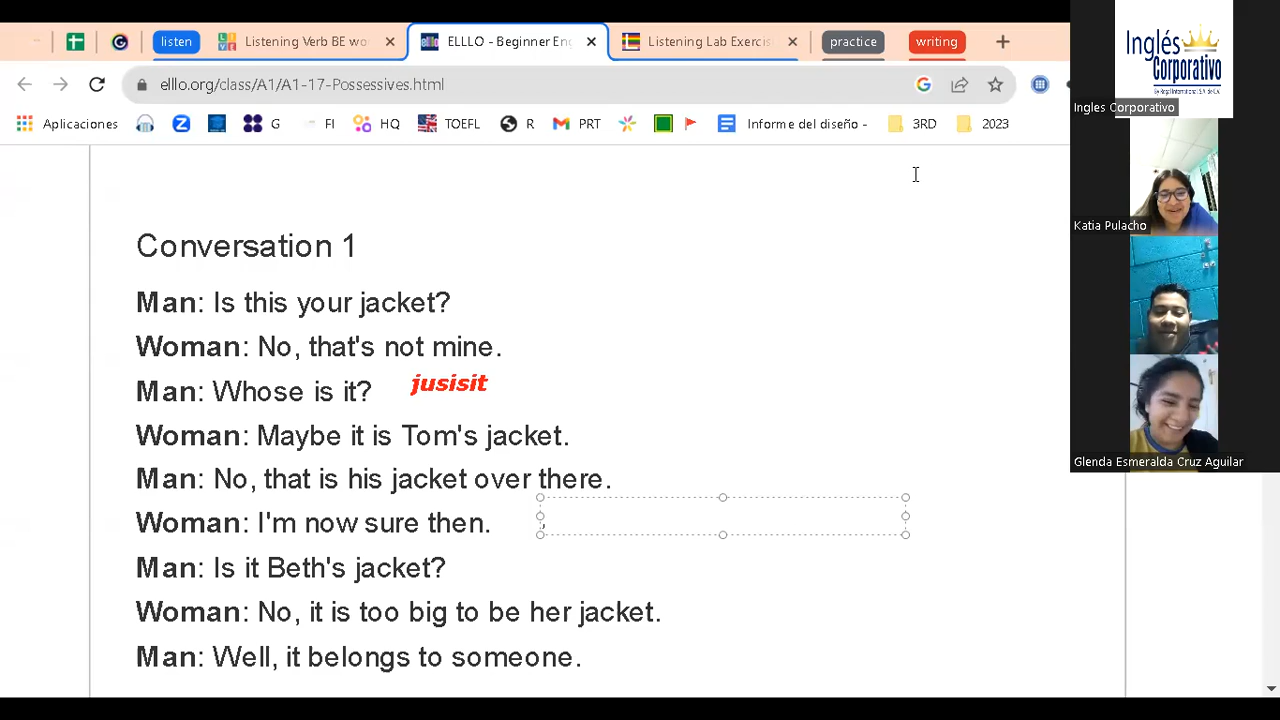 listen
Listening Verb BE wo
ELLLO - Beginner Eng
Listening Lab Exercis
practice
writing
elllo.org/class/A1/A1-17-Possessives.html
Aplicaciones
G
FI
HQ
TOEFL
R
PRT
Informe del diseño -
3RD
2023
Inglés
Corporativo
Ingles Corporativo
Katia Pulacho
Glenda Esmeralda Cruz Aguilar
Conversation 1
Man: Is this your jacket?
Woman: No, that's not mine.
Man: Whose is it? jusisit
Woman: Maybe it is Tom's jacket.
Man: No, that is his jacket over there.
Woman: I'm now sure then. ,
Man: Is it Beth's jacket?
Woman: No, it is too big to be her jacket.
Man: Well, it belongs to someone.